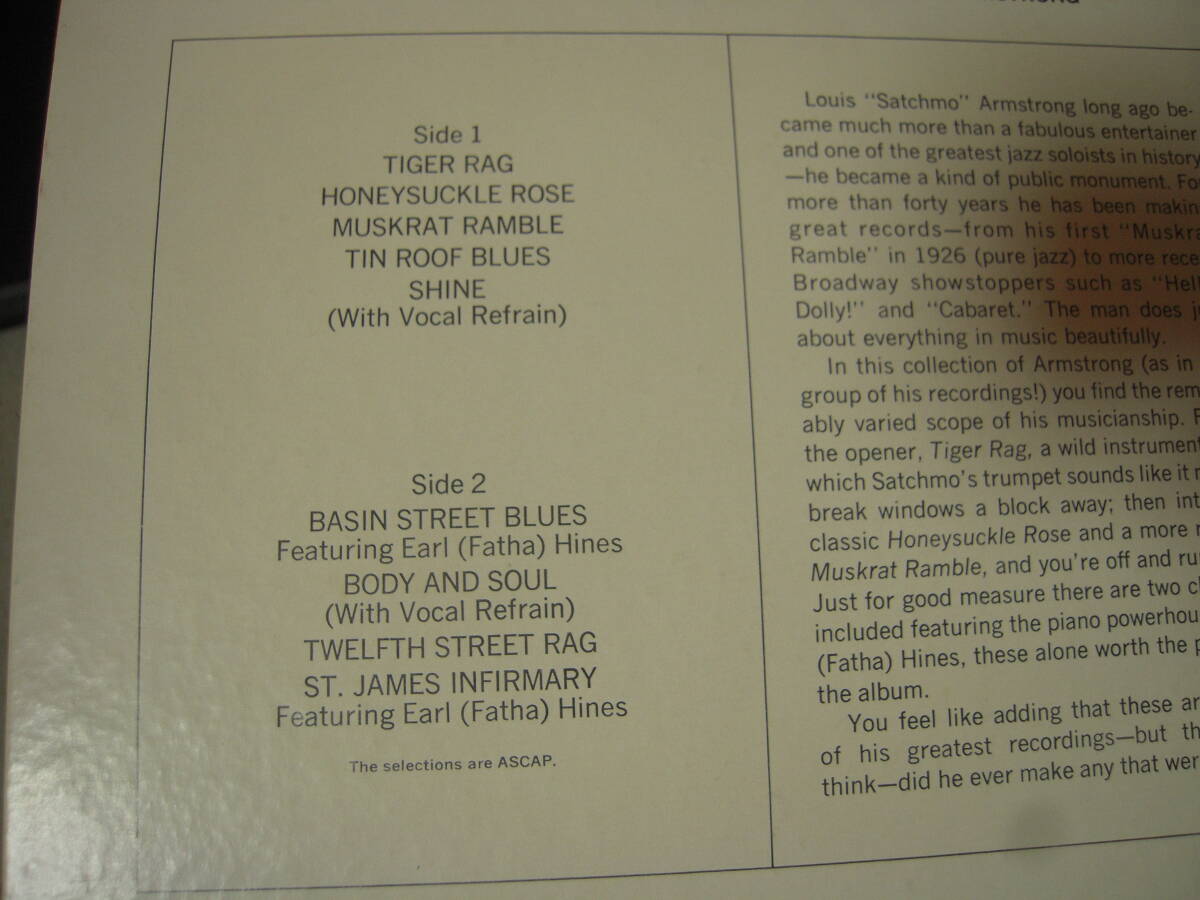 Side 1
TIGER RAG
HONEYSUCKLE ROSE
MUSKRAT RAMBLE
TIN ROOF BLUES
SHINE
(With Vocal Refrain)
Side 2
BASIN STREET BLUES
Featuring Earl (Fatha) Hines
BODY AND SOUL
(With Vocal Refrain)
TWELFTH STREET RAG
ST. JAMES INFIRMARY
Featuring Earl (Fatha) Hines
The selections are ASCAP.
Louis "Satchmo" Armstrong long ago be-
came much more than a fabulous entertainer
and one of the greatest jazz soloists in history
—he became a kind of public monument. Fo
more than forty years he has been makin
great records—from his first "Muskra
Ramble" in 1926 (pure jazz) to more rece
Broadway showstoppers such as "Hell
Dolly!" and "Cabaret." The man does j
about everything in music beautifully.
In this collection of Armstrong (as in
group of his recordings!) you find the rem
ably varied scope of his musicianship. F
the opener, Tiger Rag, a wild instrument
which Satchmo's trumpet sounds like it
break windows a block away; then int
classic Honeysuckle Rose and a more
Muskrat Ramble, and you're off and ru
Just for good measure there are two c
included featuring the piano powerhou
(Fatha) Hines, these alone worth the p
the album.
You feel like adding that these ar
of his greatest recordings—but th
think—did he ever make any that wer